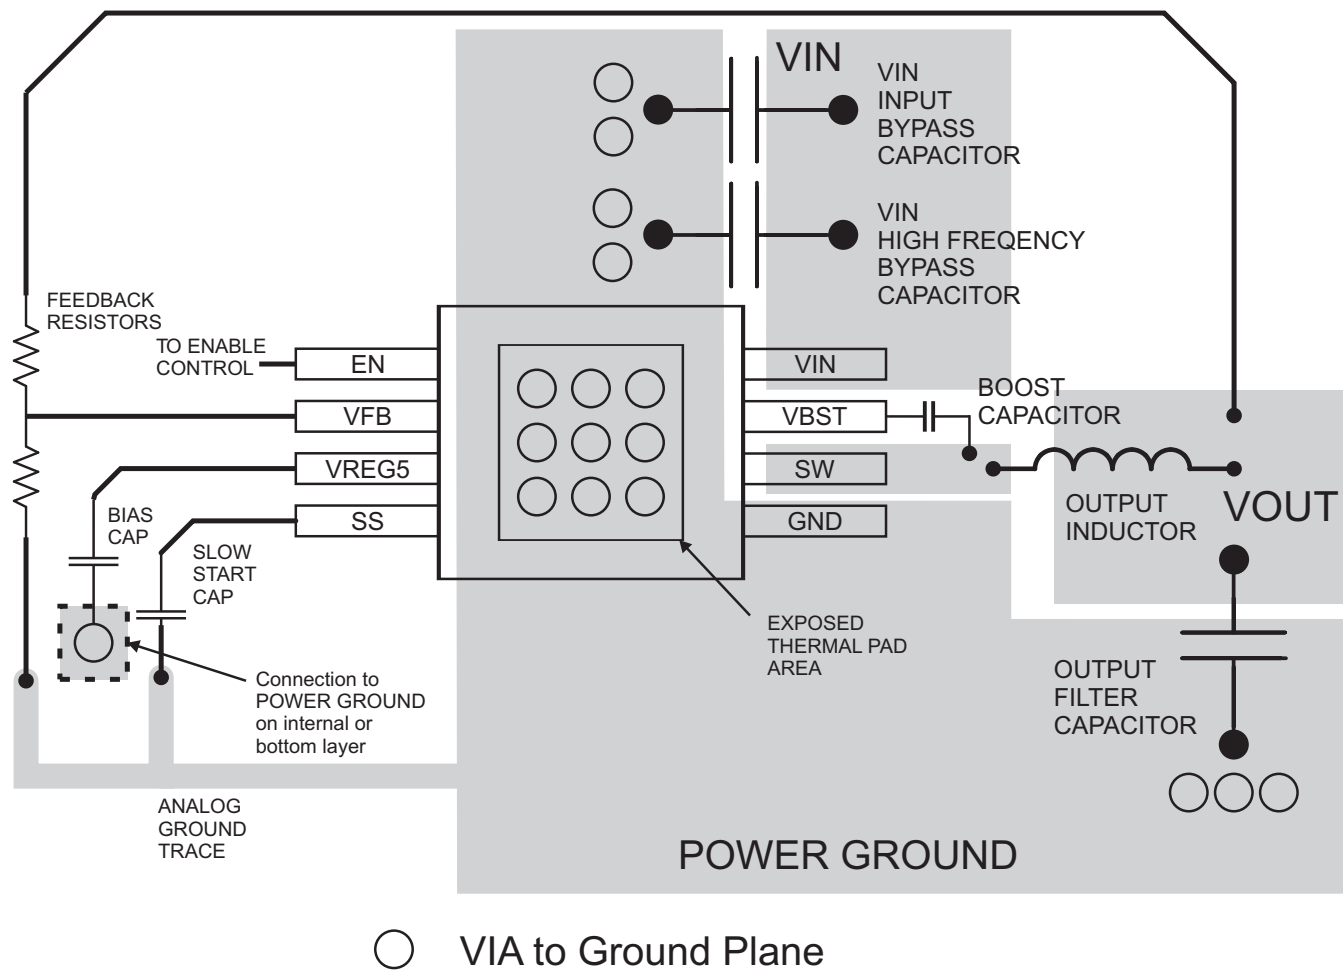 VIN
VIN
INPUT
BYPASS
CAPACITOR
VIN
HIGH FREQENCY
BYPASS
CAPACITOR
FEEDBACK
RESISTORS
TO ENABLE
CONTROL
EN
VFB
VREG5
SS
VIN
VBST
SW
GND
BOOST
CAPACITOR
OUTPUT
INDUCTOR
VOUT
BIAS
CAP
SLOW
START
CAP
EXPOSED
THERMAL PAD
AREA
Connection to
POWER GROUND
on internal or
bottom layer
OUTPUT
FILTER
CAPACITOR
ANALOG
GROUND
TRACE
POWER GROUND
VIA to Ground Plane